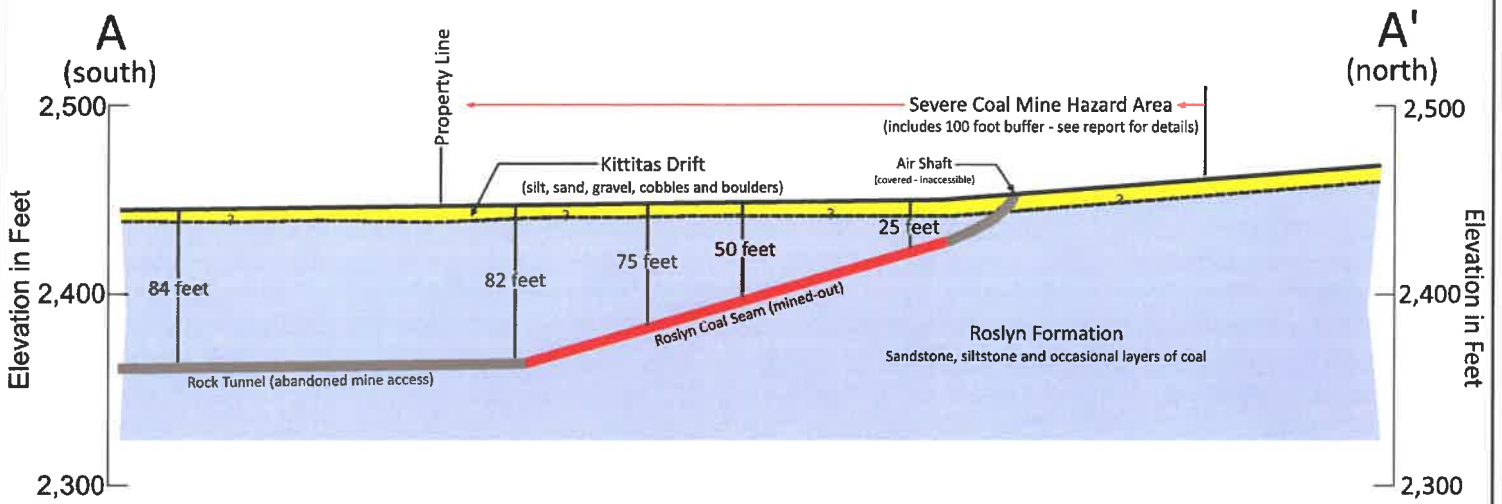 A
(south)
A'
(north)
Property Line
2,500
Severe Coal Mine Hazard Area
(includes 100 foot buffer - see report for details)
2,500
Kittitas Drift
(silt, sand, gravel, cobbles and boulders)
Air Shaft
(covered - inaccessible)
?
?
?
?
Elevation in Feet
84 feet
82 feet
75 feet
50 feet
25 feet
Elevation in Feet
2,400
2,400
Roslyn Coal Seam (mined-out)
Roslyn Formation
Sandstone, siltstone and occasional layers of coal
Rock Tunnel (abandoned mine access)
2,300
2,300